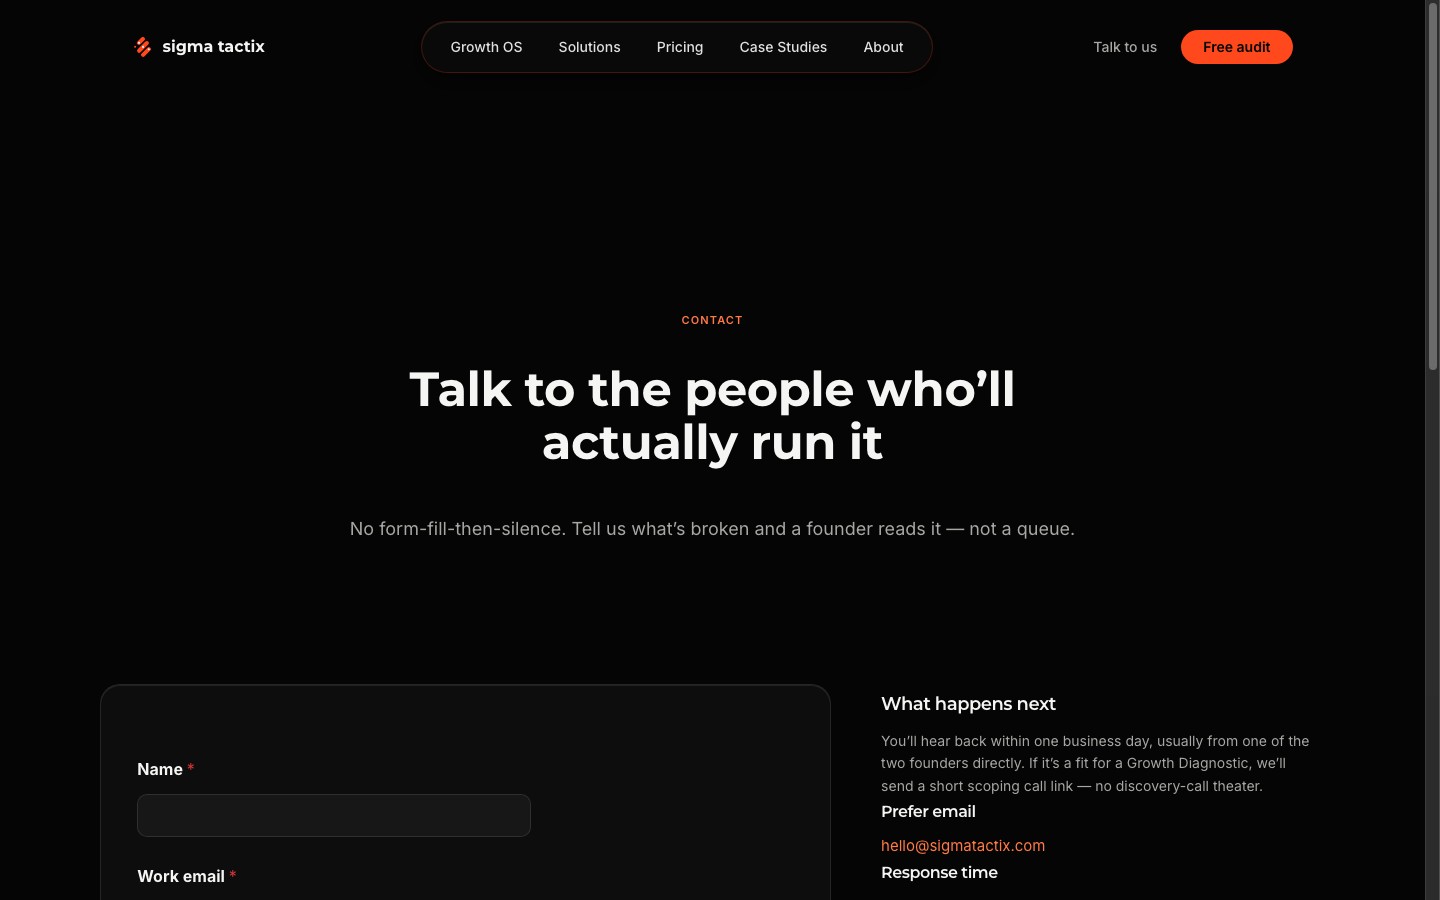 sigma tactix
Growth OS
Solutions
Pricing
Case Studies
About
Talk to us
Free audit
CONTACT
Talk to the people who’ll
actually run it
No form-fill-then-silence. Tell us what’s broken and a founder reads it — not a queue.
Name *
Work email *
What happens next
You’ll hear back within one business day, usually from one of the
two founders directly. If it’s a fit for a Growth Diagnostic, we’ll
send a short scoping call link — no discovery-call theater.
Prefer email
hello@sigmatactix.com
Response time